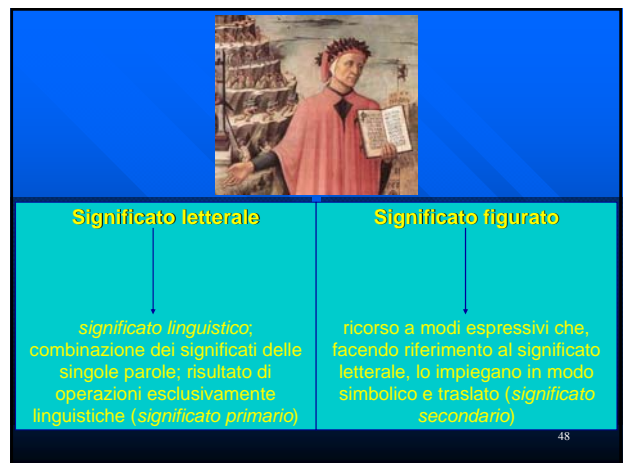 Significato letterale
significato linguistico;
combinazione dei significati delle
singole parole; risultato di
operazioni esclusivamente
linguistiche (significato primario)
Significato figurato
ricorso a modi espressivi che,
facendo riferimento al significato
letterale, lo impiegano in modo
simbolico e traslato (significato
secondario)
48